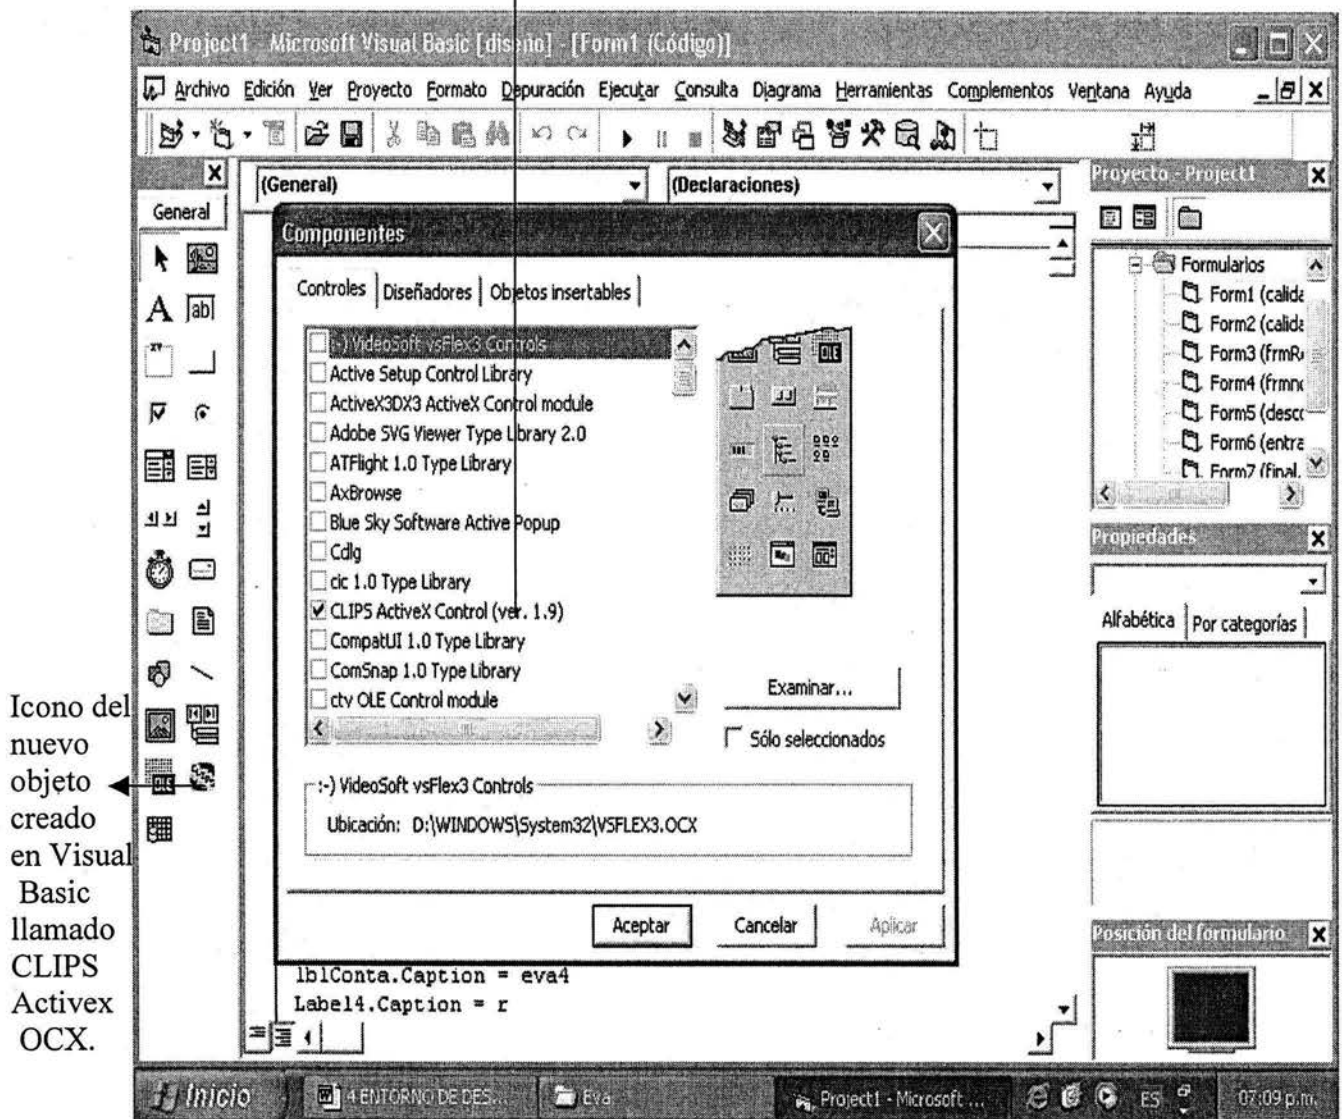 Project1 - Microsoft Visual Basic [diseño] - [Form1 (Código)]
Archivo Edición Ver Proyecto Formato Depuración Ejecutar Consulta Diagrama Herramientas Complementos Ventana Ayuda
General
(General)
(Declaraciones)
Proyecto - Project1
Formularios
Form1 (calida
Form2 (calida
Form3 (frmR
Form4 (frmn
Form5 (desc
Form6 (entra
Form7 (final.
Componentes
Controles
Diseñadores
Objetos insertables
:-) VideoSoft vsFlex3 Controls
Active Setup Control Library
ActiveX3DX3 ActiveX Control module
Adobe SVG Viewer Type Library 2.0
ATFlight 1.0 Type Library
AxBrowse
Blue Sky Software Active Popup
Cdlg
cic 1.0 Type Library
CLIPS ActiveX Control (ver. 1.9)
CompatUI 1.0 Type Library
ComSnap 1.0 Type Library
ctv OLE Control module
Examinar...
Sólo seleccionados
:-) VideoSoft vsFlex3 Controls
Ubicación: D:\WINDOWS\System32\VSFLEX3.OCX
Aceptar
Cancelar
Aplicar
Propiedades
Alfabética
Por categorías
Posición del formulario
lblConta.Caption = eva4
Label4.Caption = r
Icono del
nuevo
objeto
creado
en Visual
Basic
llamado
CLIPS
Activex
OCX.
Inicio
4 ENTORNO DE DES...
Eva
Project1 - Microsoft ...
ES
07:09 p.m.